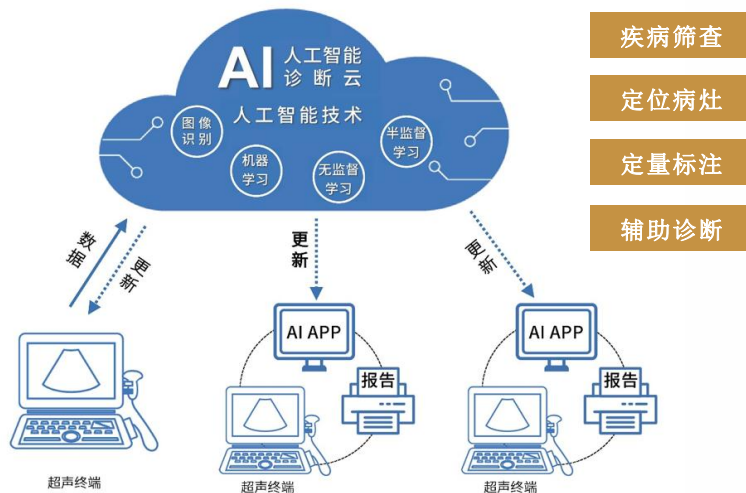 AI 人工智能
诊断云
人工智能技术
图像
识别
机器
学习
无监督
学习
半监督
学习
疾病筛查
定位病灶
定量标注
辅助诊断
数据
更新
更新
更新
AI APP
报告
AI APP
报告
超声终端
超声终端
超声终端